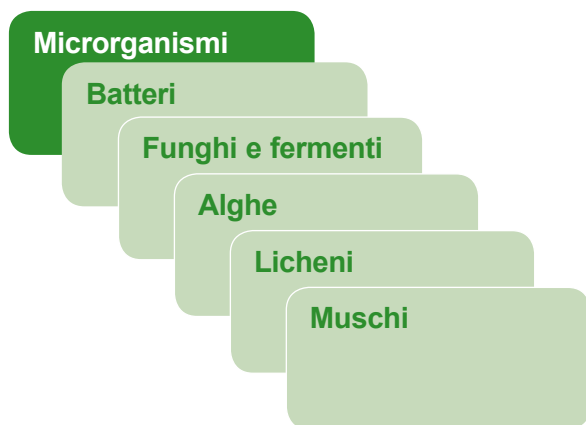 Microrganismi
Batteri
Funghi e fermenti
Alghe
Licheni
Muschi